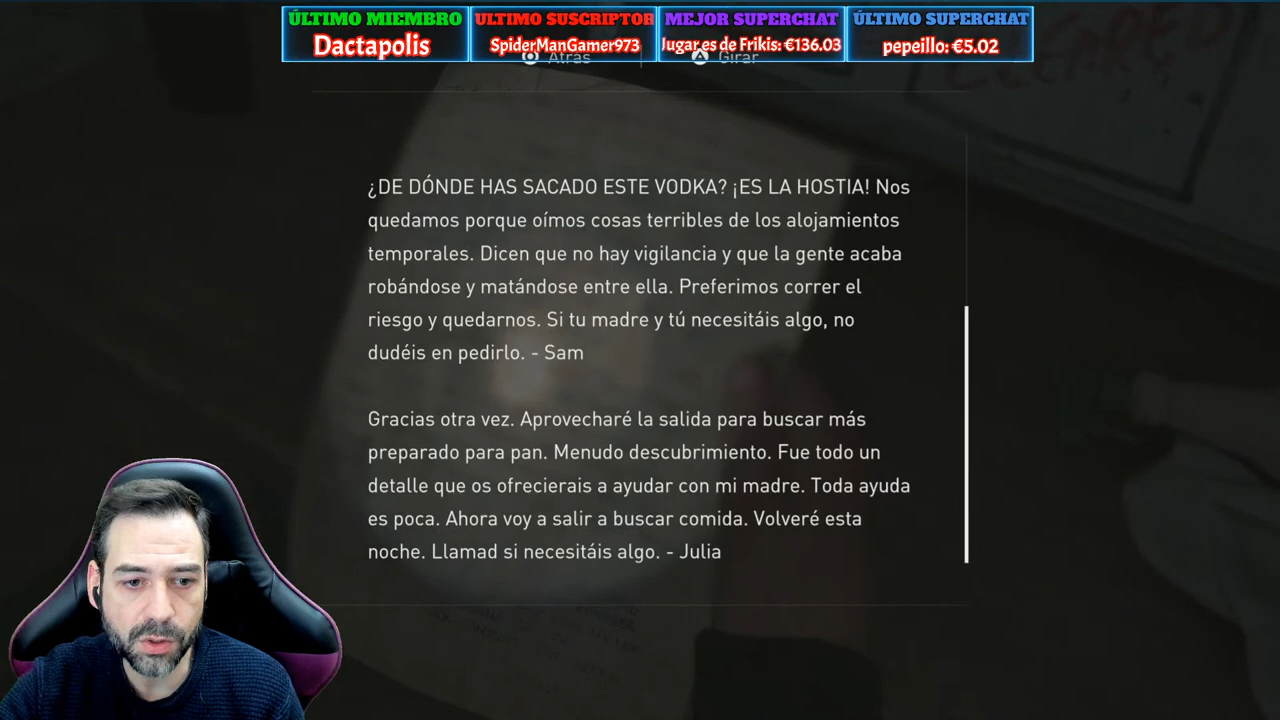 ÚLTIMO MIEMBRO
Dactapolis
ULTIMO SUSCRIPTOR
SpiderManGamer973
MEJOR SUPERCHAT
Jugar es de Frikis: €136.03
ÚLTIMO SUPERCHAT
pepeillo: €5.02
Atrás
Girar
¿DE DÓNDE HAS SACADO ESTE VODKA? ¡ES LA HOSTIA! Nos
quedamos porque oímos cosas terribles de los alojamientos
temporales. Dicen que no hay vigilancia y que la gente acaba
robándose y matándose entre ella. Preferimos correr el
riesgo y quedarnos. Si tu madre y tú necesitáis algo, no
dudéis en pedirlo. - Sam
Gracias otra vez. Aprovecharé la salida para buscar más
preparado para pan. Menudo descubrimiento. Fue todo un
detalle que os ofrecierais a ayudar con mi madre. Toda ayuda
es poca. Ahora voy a salir a buscar comida. Volveré esta
noche. Llamad si necesitáis algo. - Julia